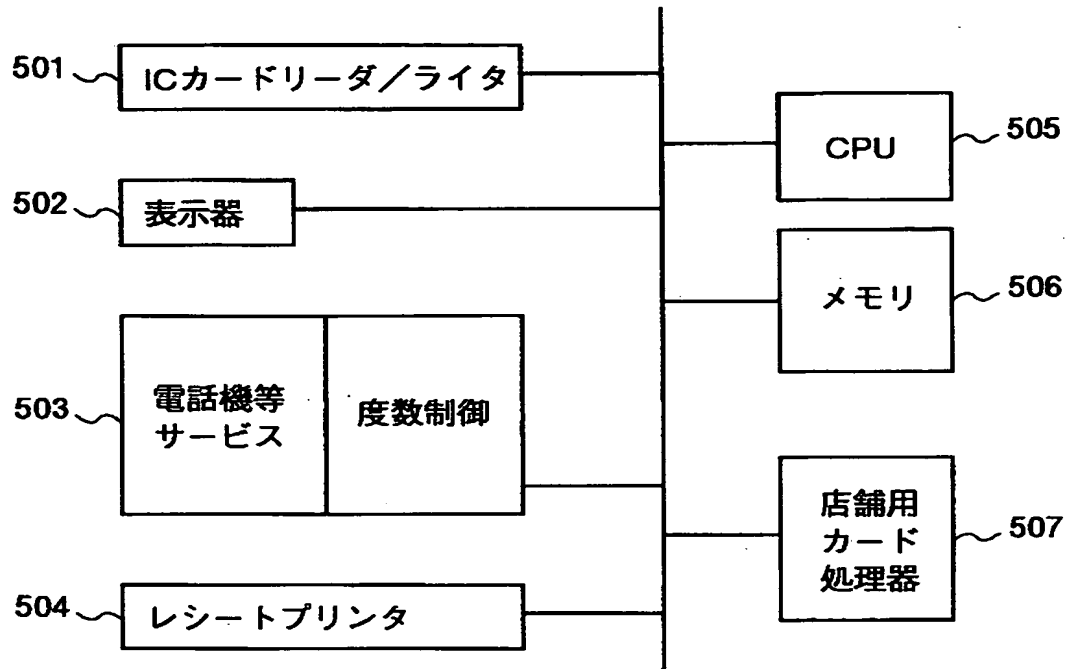 501
ICカードリーダ／ライタ
502
表示器
503
電話機等
サービス
度数制御
504
レシートプリンタ
CPU
505
メモリ
506
店舗用
カード
処理器
507